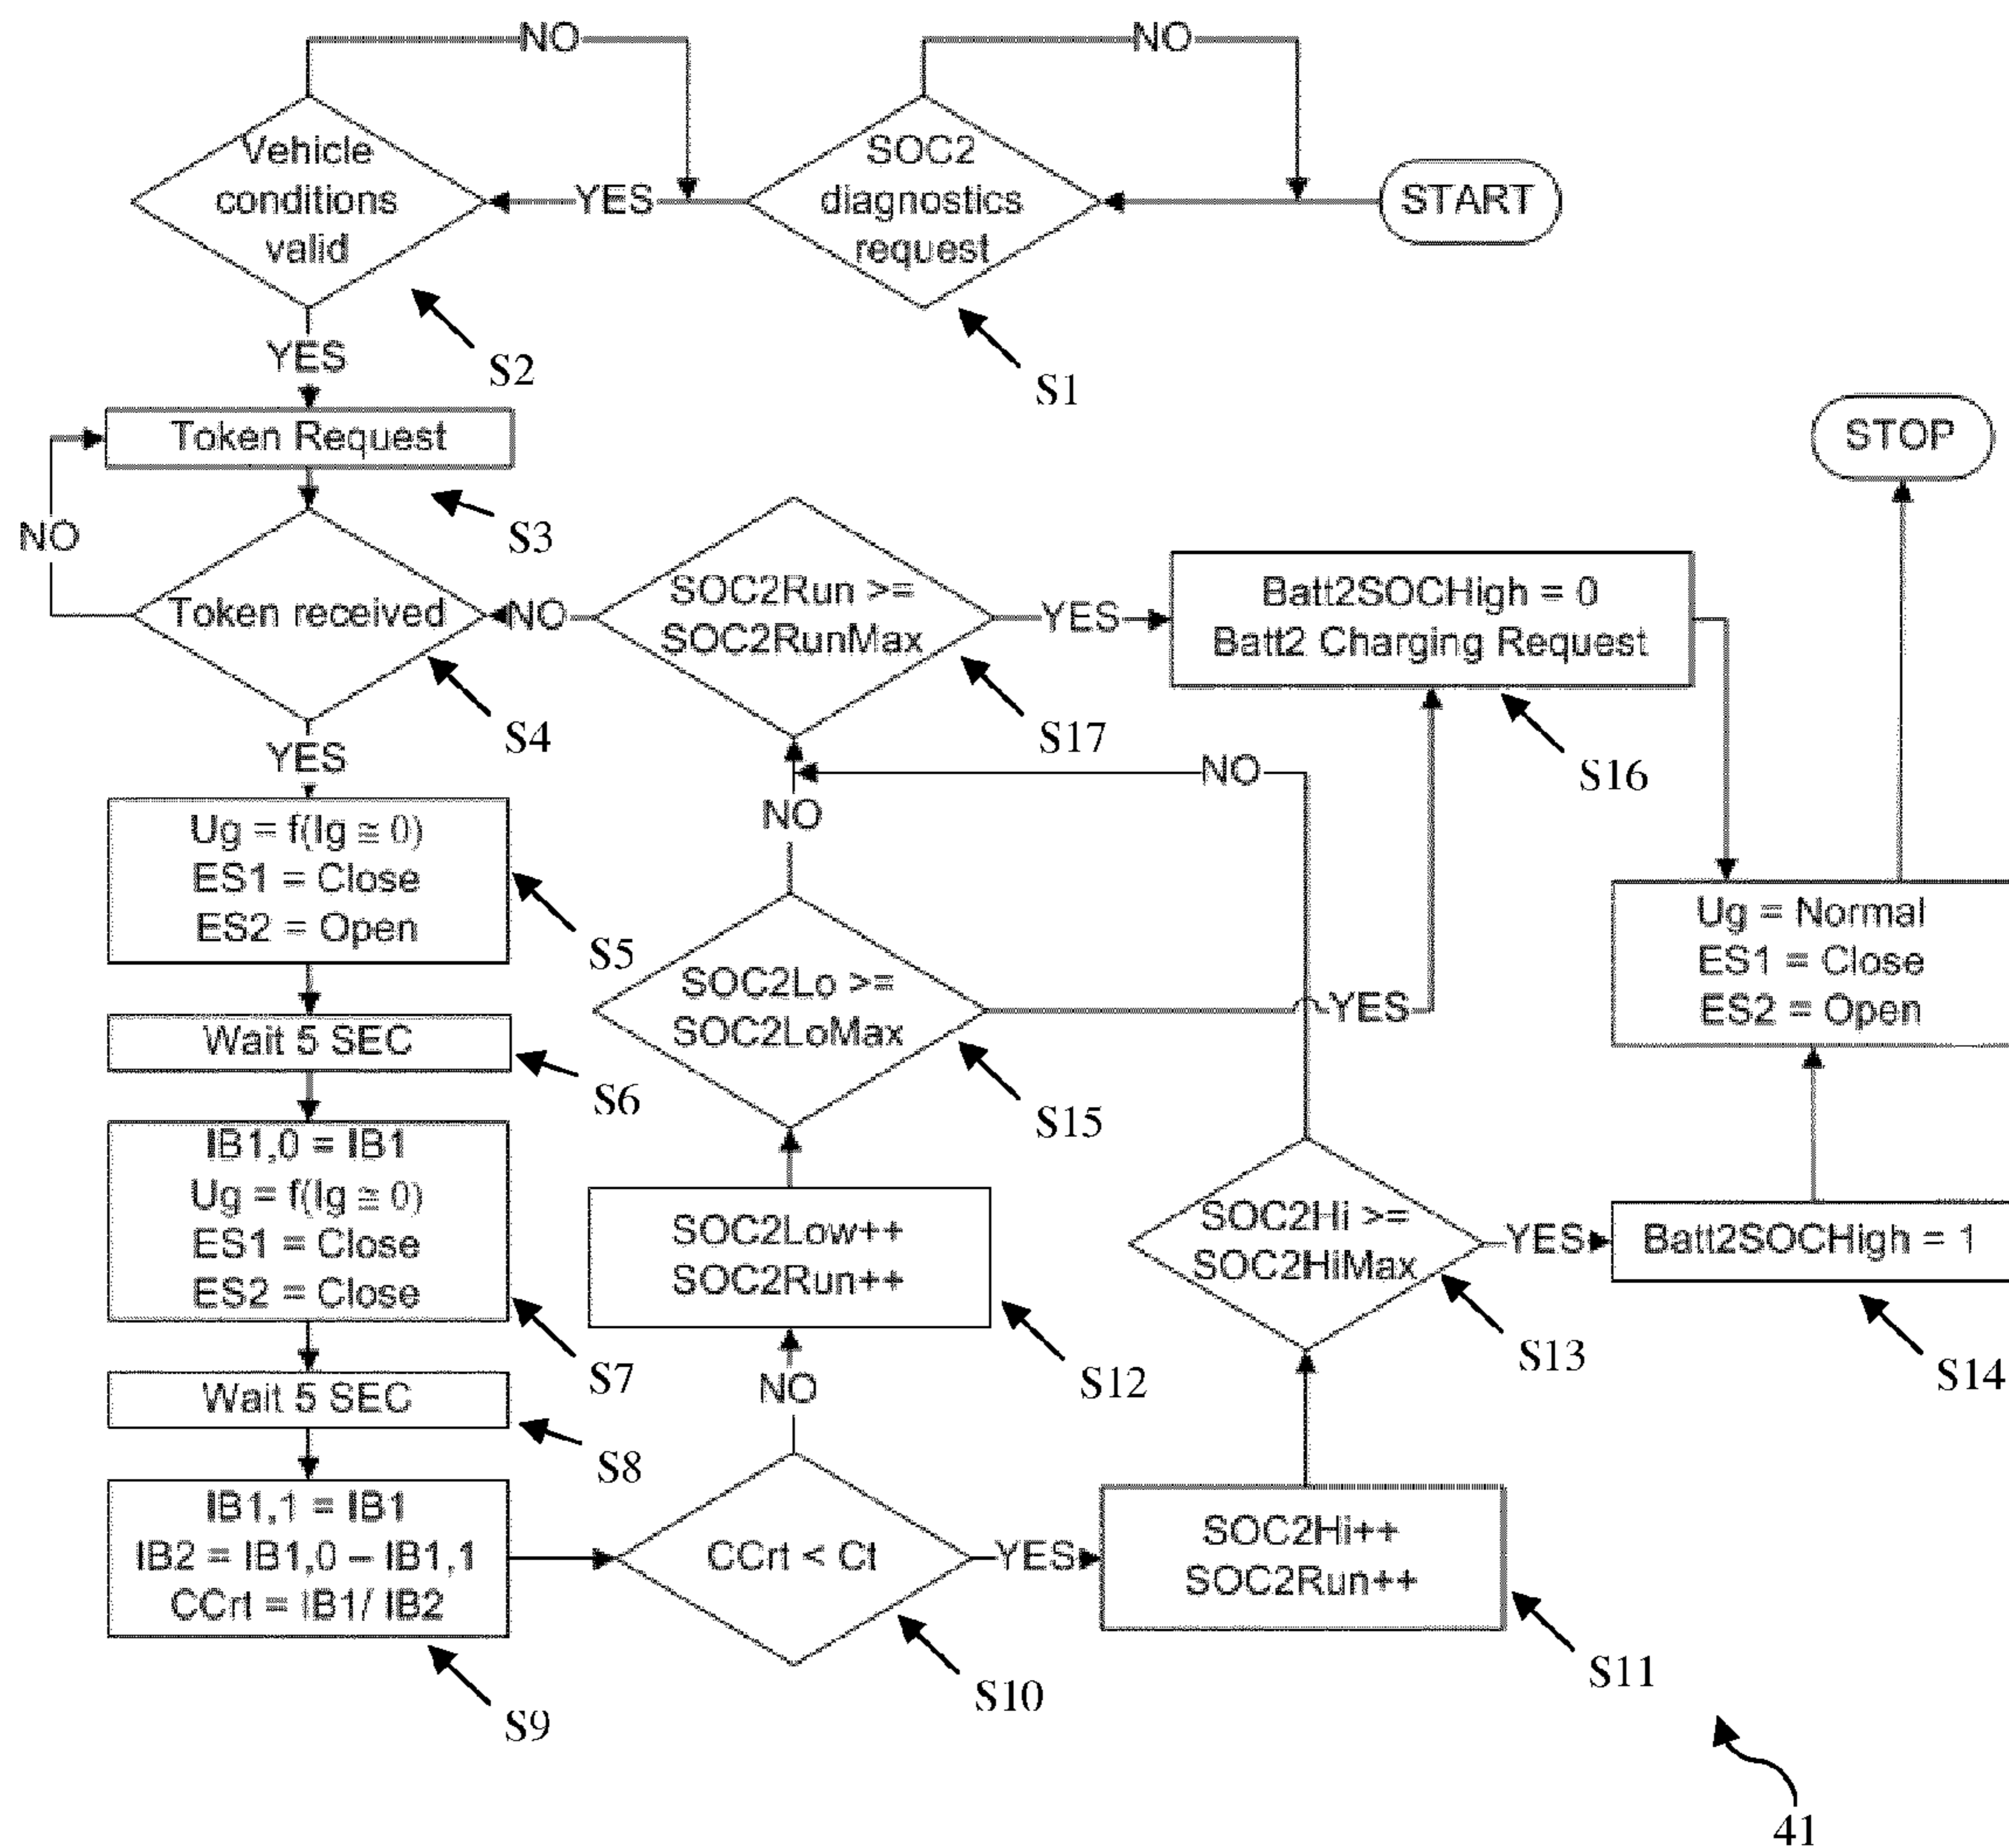 NO
NO
Vehicle
conditions
valid
YES
SOC2
diagnostics
request
START
S2
S1
YES
Token Request
S3
NO
Token received
S4
NO
SOC2Run >=
SOC2RunMax
S17
YES
Batt2SOCHigh = 0
Batt2 Charging Request
S16
STOP
YES
Ug = f(Ig ≅ 0)
ES1 = Close
ES2 = Open
S5
Wait 5 SEC
S6
IB1,0 = IB1
Ug = f(Ig ≅ 0)
ES1 = Close
ES2 = Close
S7
Wait 5 SEC
S8
IB1,1 = IB1
IB2 = IB1,0 – IB1,1
CCrt = IB1/ IB2
S9
CCrt < Ct
S10
NO
SOC2Low++
SOC2Run++
S12
SOC2Lo >=
SOC2LoMax
S15
NO
YES
NO
YES
SOC2Hi++
SOC2Run++
S11
SOC2Hi >=
SOC2HiMax
S13
YES
Batt2SOCHigh = 1
S14
Ug = Normal
ES1 = Close
ES2 = Open
41